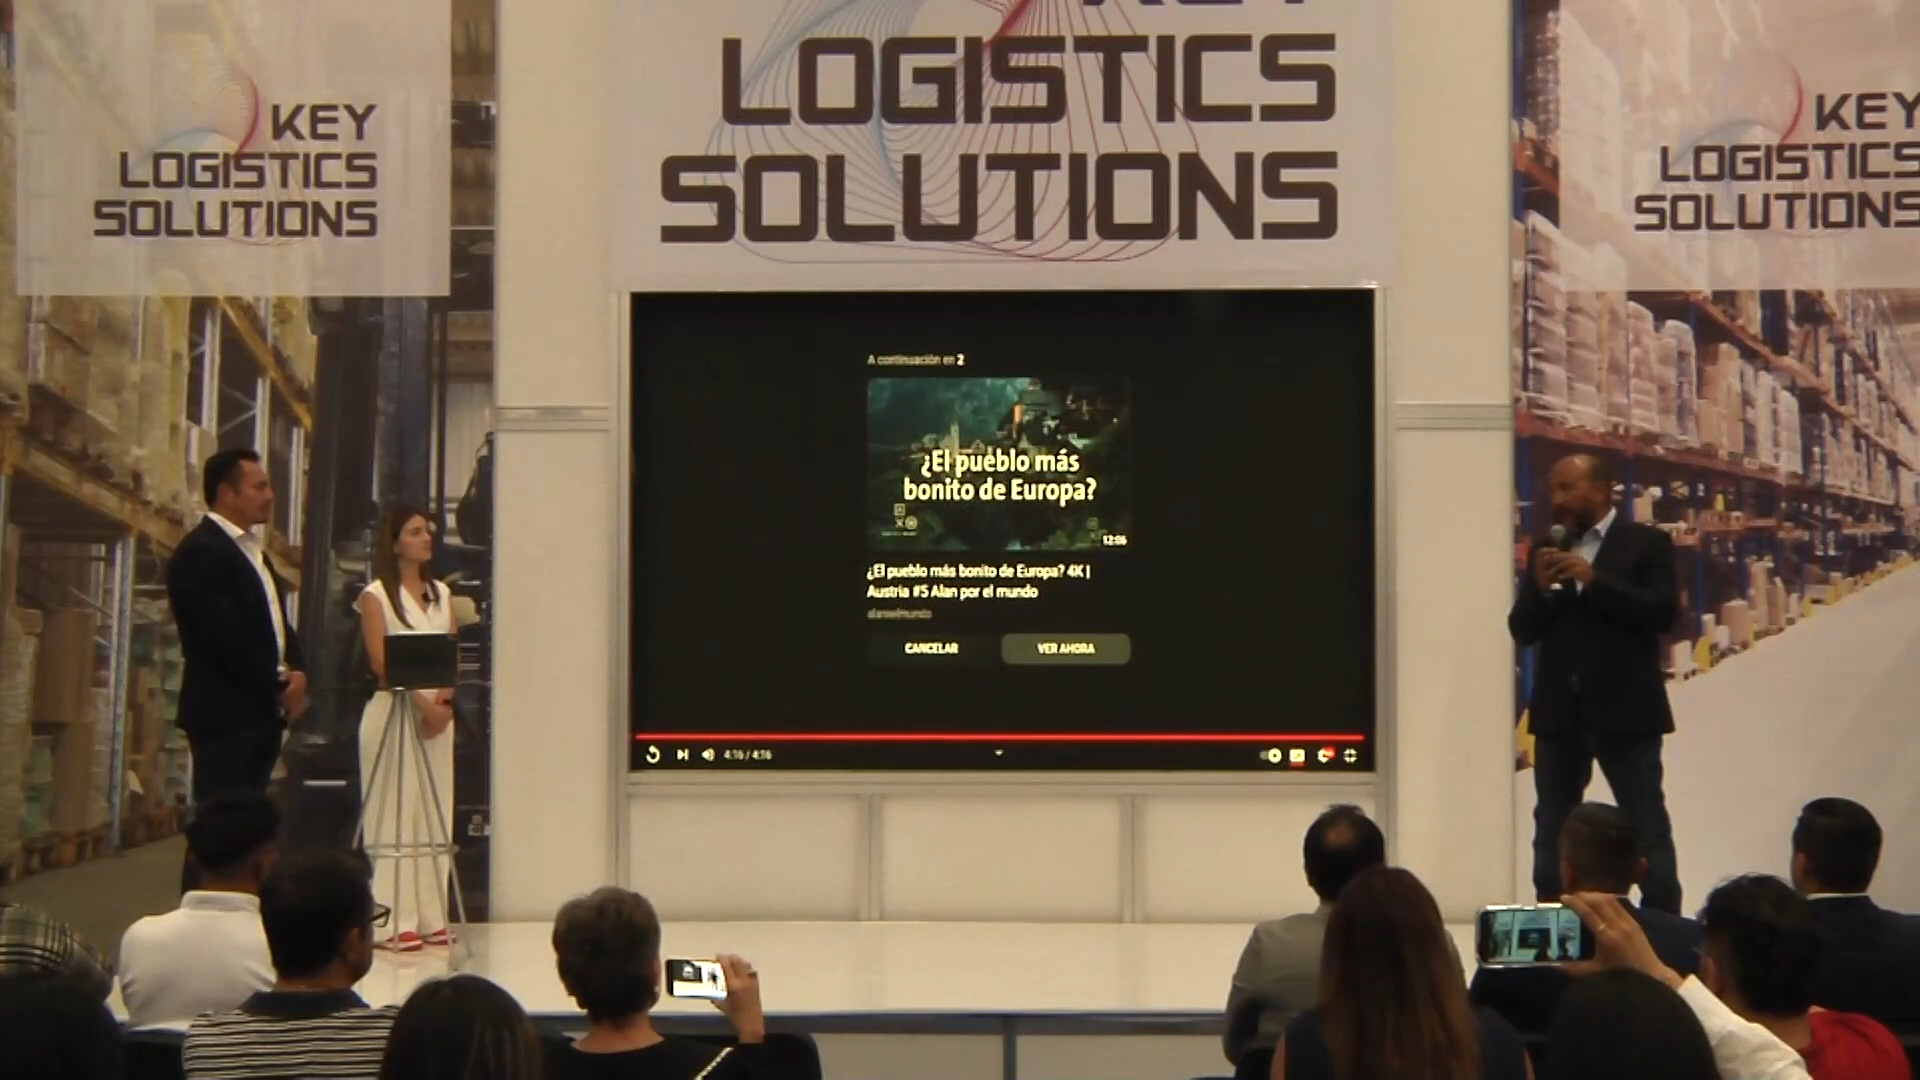 KEY
LOGISTICS
SOLUTIONS
KEY
LOGISTICS
SOLUTIONS
KEY
LOGISTICS
SOLUTIONS
A continuación en 2
¿El pueblo más
bonito de Europa?
12:06
¿El pueblo más bonito de Europa? 4K |
Austria #5 Alan por el mundo
alanxelmundo
CANCELAR
VER AHORA
4:16 / 4:16